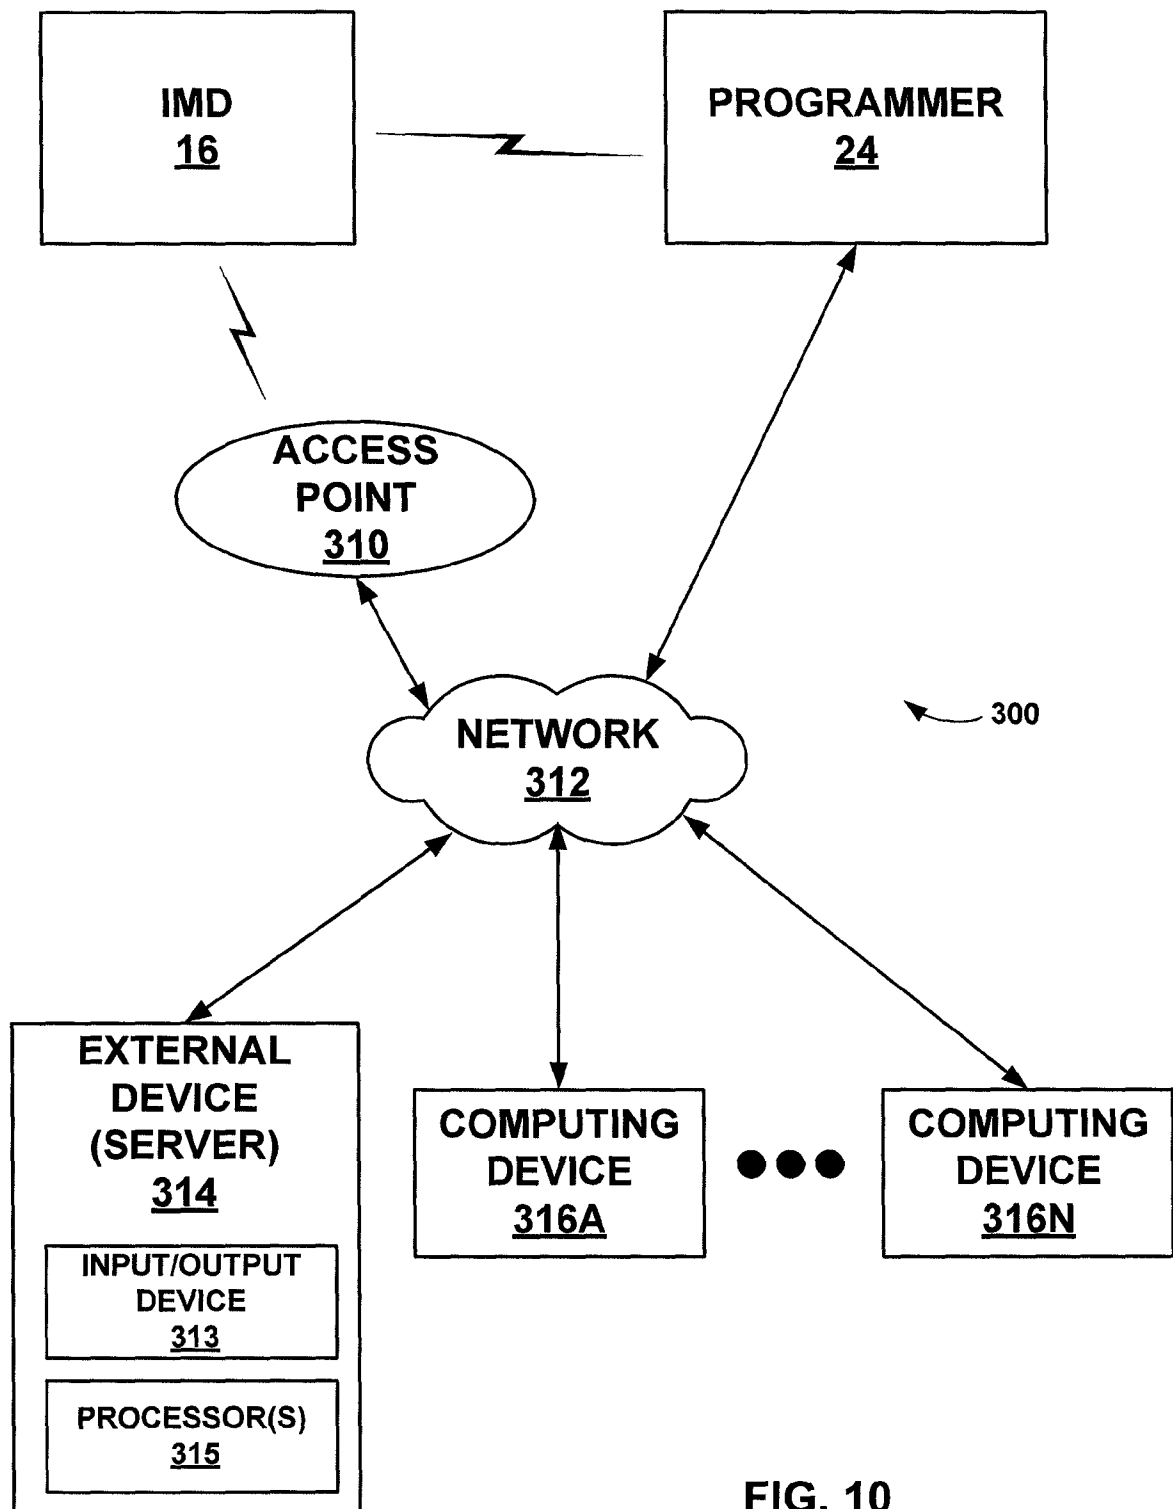 IMD
16
PROGRAMMER
24
ACCESS
POINT
310
NETWORK
312
300
EXTERNAL
DEVICE
(SERVER)
314
INPUT/OUTPUT
DEVICE
313
PROCESSOR(S)
315
COMPUTING
DEVICE
316A
COMPUTING
DEVICE
316N
FIG. 10